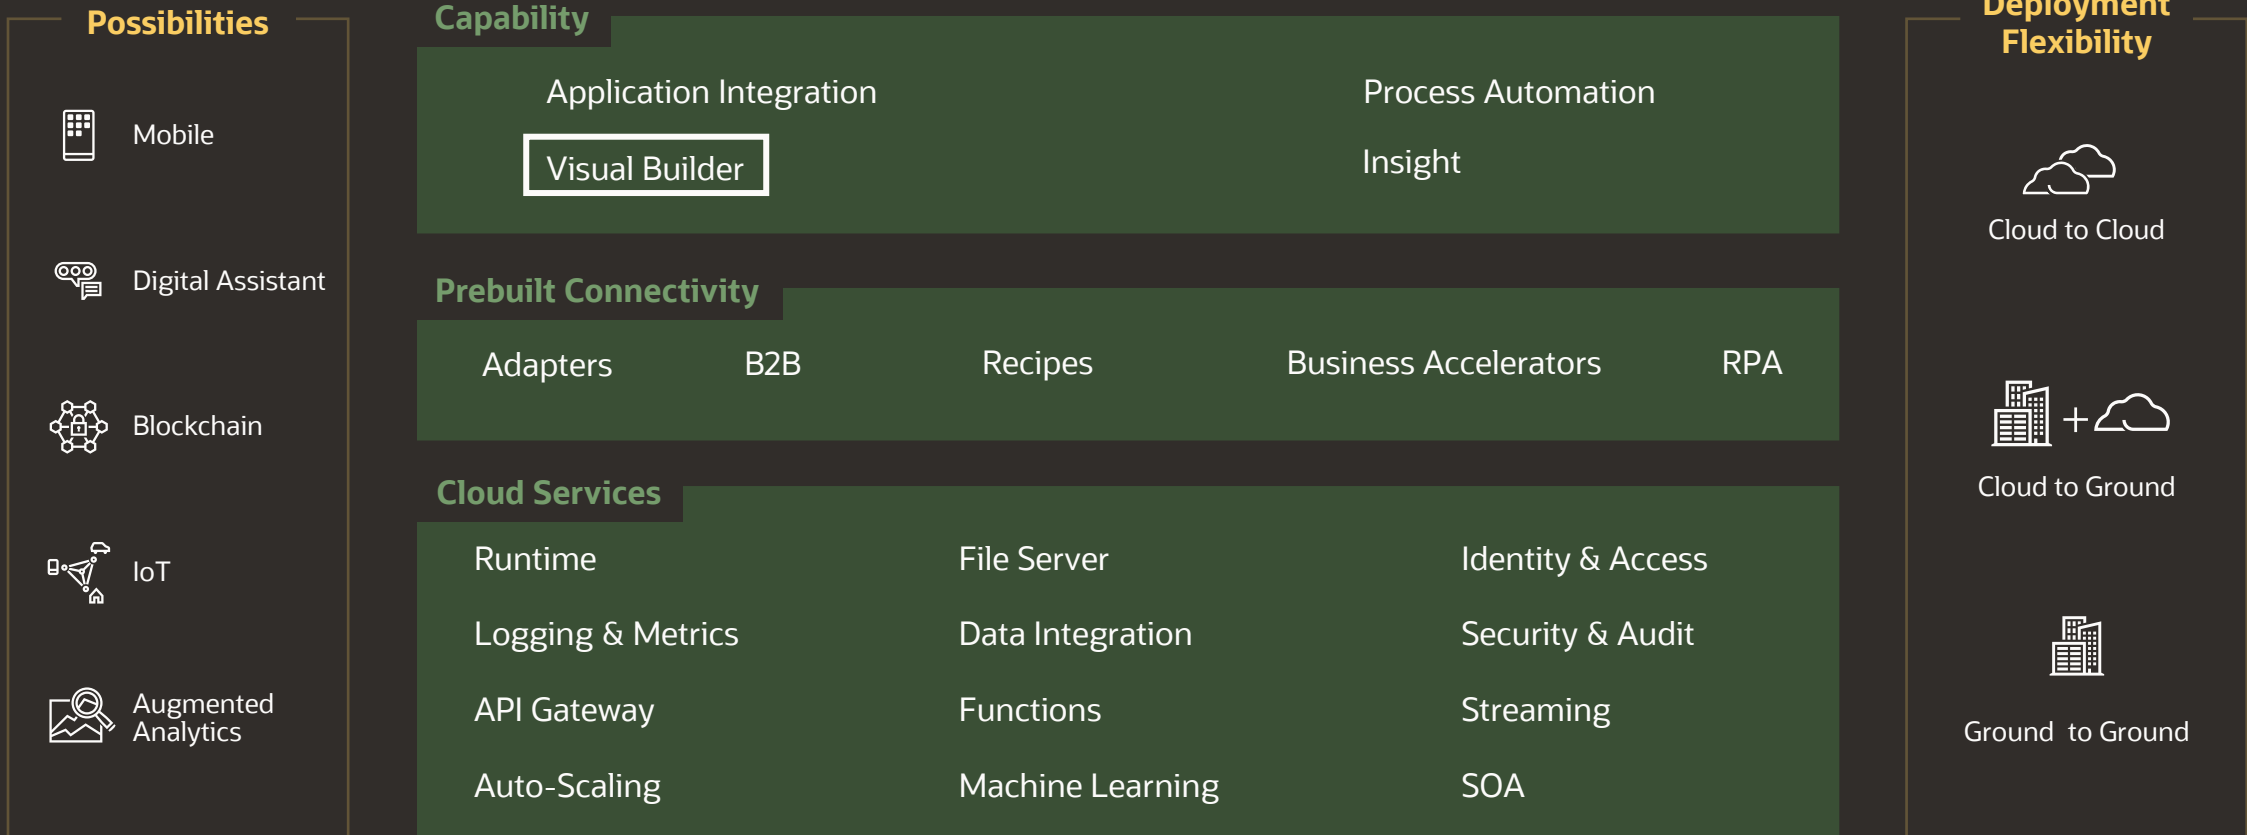 Possibilities
Mobile
Digital Assistant
Blockchain
IoT
Augmented
Analytics
Capability
Application Integration
Process Automation
Visual Builder
Insight
Prebuilt Connectivity
Adapters
B2B
Recipes
Business Accelerators
RPA
Cloud Services
Runtime
File Server
Identity & Access
Logging & Metrics
Data Integration
Security & Audit
API Gateway
Functions
Streaming
Auto-Scaling
Machine Learning
SOA
Deployment
Flexibility
Cloud to Cloud
+
Cloud to Ground
Ground to Ground